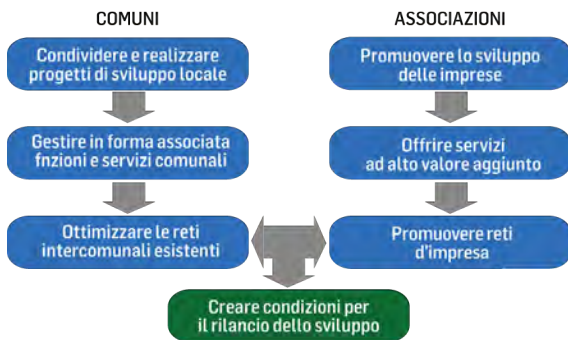 COMUNI
Condividere e realizzare
progetti di sviluppo locale
Gestire in forma associata
fnzioni e servizi comunali
Ottimizzare le reti
intercomunali esistenti
ASSOCIAZIONI
Promuovere lo sviluppo
delle imprese
Offrire servizi
ad alto valore aggiunto
Promuovere reti
d'impresa
Creare condizioni per
il rilancio dello sviluppo